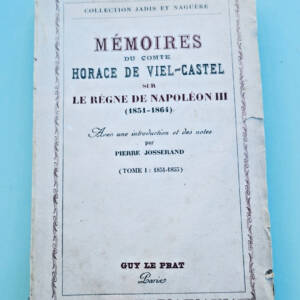 COLLECTION JADIS ET NAGUÈRE
MÉMOIRES
DU COMTE
HORACE DE VIEL-CASTEL
SUR
LE RÈGNE DE NAPOLÉON III
(1851-1864)
Avec une introduction et des notes
par
PIERRE JOSSERAND
(TOME I : 1851-1855)
GUY LE PRAT
Paris